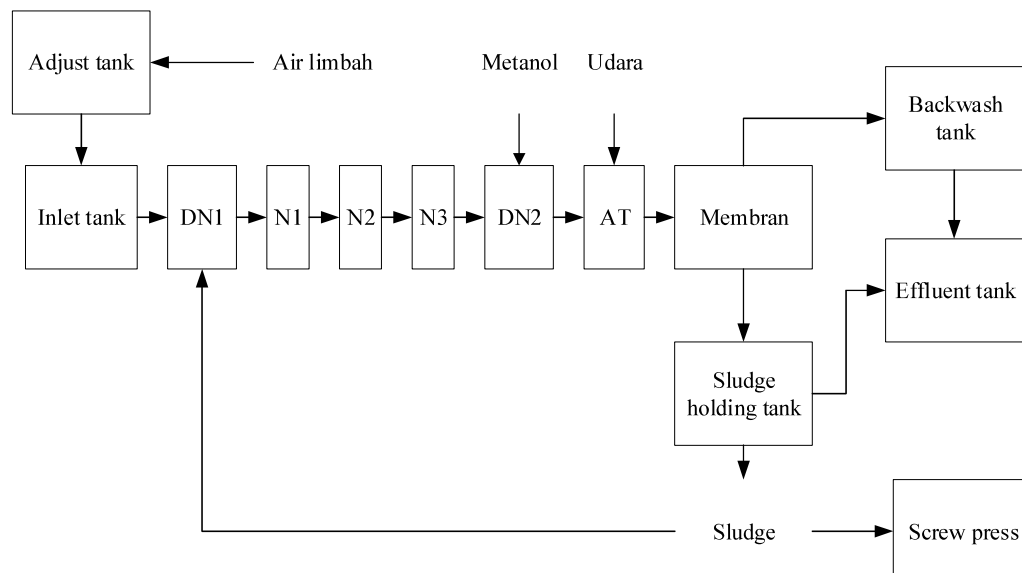 Adjust tank
Air limbah
Metanol
Udara
Backwash
tank
Inlet tank
DN1
N1
N2
N3
DN2
AT
Membran
Effluent tank
Sludge
holding tank
Sludge
Screw press